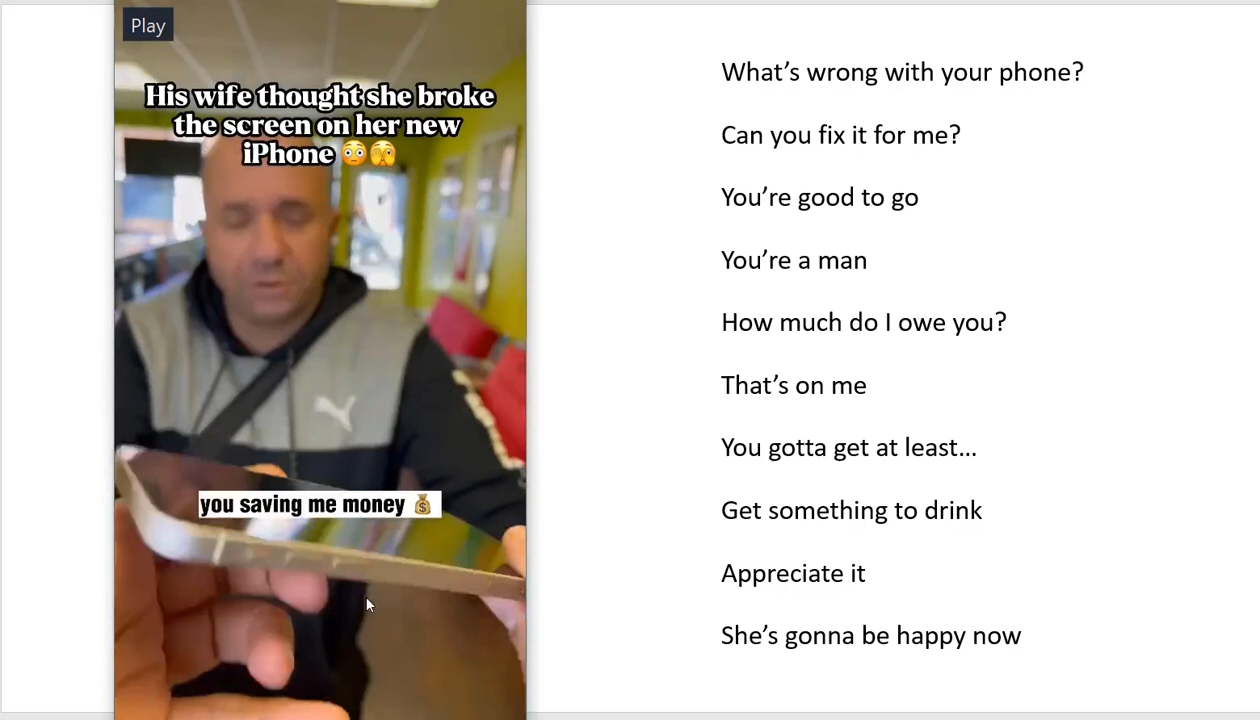 Play
His wife thought she broke
the screen on her new
iPhone 😳🫣
you saving me money 💰
What’s wrong with your phone?
Can you fix it for me?
You’re good to go
You’re a man
How much do I owe you?
That’s on me
You gotta get at least…
Get something to drink
Appreciate it
She’s gonna be happy now